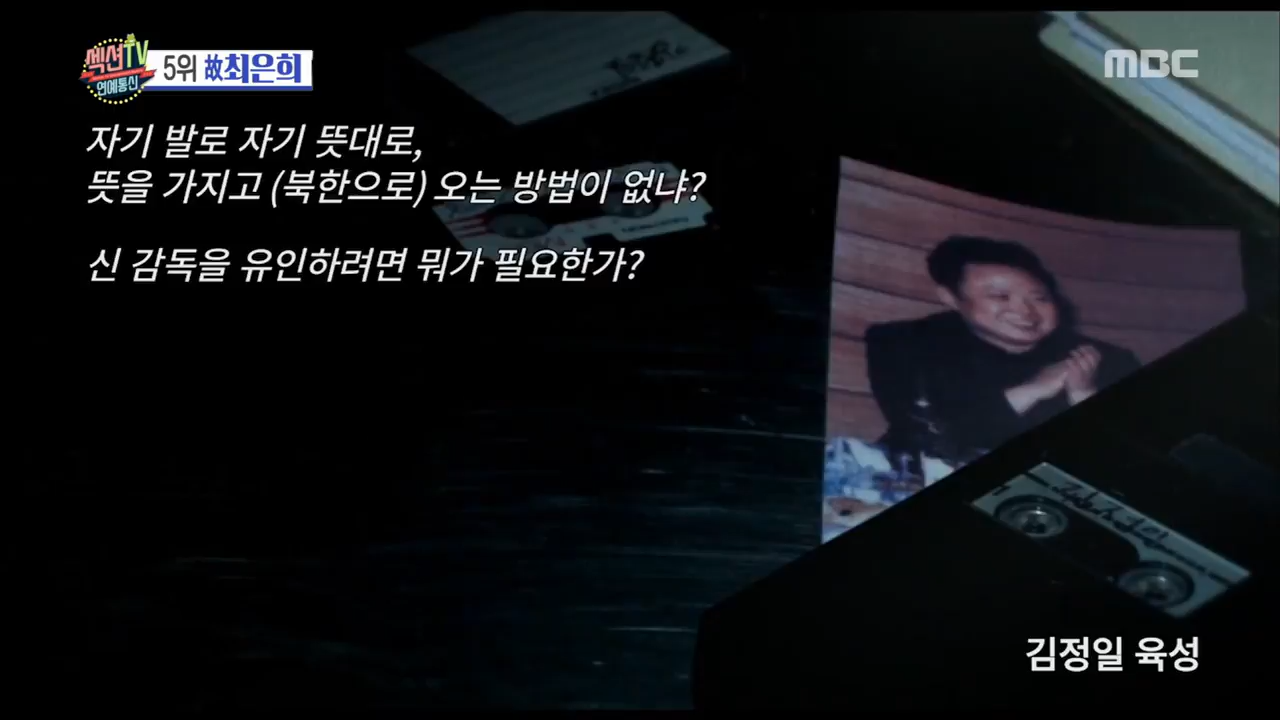 섹션TV
연예통신
5위 故최은희
MBC
자기 발로 자기 뜻대로,
뜻을 가지고 (북한으로) 오는 방법이 없냐?
신 감독을 유인하려면 뭐가 필요한가?
김정일 육성